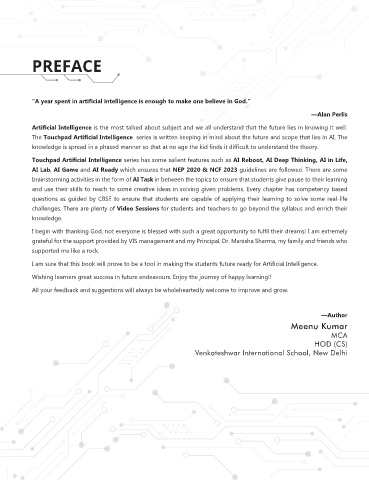 PREFACE
"A year spent in artificial intelligence is enough to make one believe in God."
—Alan Perlis
Artificial Intelligence is the most talked about subject and we all understand that the future lies in knowing it well.
The Touchpad Artificial Intelligence series is written keeping in mind about the future and scope that lies in AI. The
knowledge is spread in a phased manner so that at no age the kid finds it difficult to understand the theory.
Touchpad Artificial Intelligence series has some salient features such as AI Reboot, AI Deep Thinking, AI in Life,
AI Lab, AI Game and AI Ready which ensures that NEP 2020 & NCF 2023 guidelines are followed. There are some
brainstorming activities in the form of AI Task in between the topics to ensure that students give pause to their learning
and use their skills to reach to some creative ideas in solving given problems. Every chapter has competency based
questions as guided by CBSE to ensure that students are capable of applying their learning to solve some real-life
challenges. There are plenty of Video Sessions for students and teachers to go beyond the syllabus and enrich their
knowledge.
I begin with thanking God, not everyone is blessed with such a great opportunity to fulfil their dreams! I am extremely
grateful for the support provided by VIS management and my Principal, Dr. Manisha Sharma, my family and friends who
supported me like a rock.
I am sure that this book will prove to be a tool in making the students future ready for Artificial Intelligence.
Wishing learners great success in future endeavours. Enjoy the journey of happy learning!!
All your feedback and suggestions will always be wholeheartedly welcome to improve and grow.
—Author
Meenu Kumar
MCA
HOD (CS)
Venkateshwar International School, New Delhi